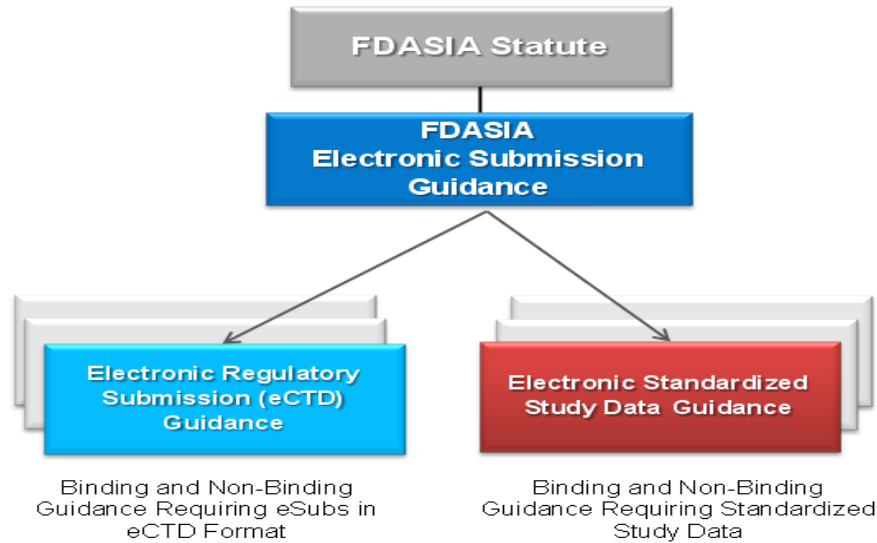 FDASIA Statute
FDASIA
Electronic Submission
Guidance
Electronic Regulatory
Submission (eCTD)
Guidance
Electronic Standardized
Study Data Guidance
Binding and Non-Binding
Guidance Requiring eSubs in
eCTD Format
Binding and Non-Binding
Guidance Requiring Standardized
Study Data